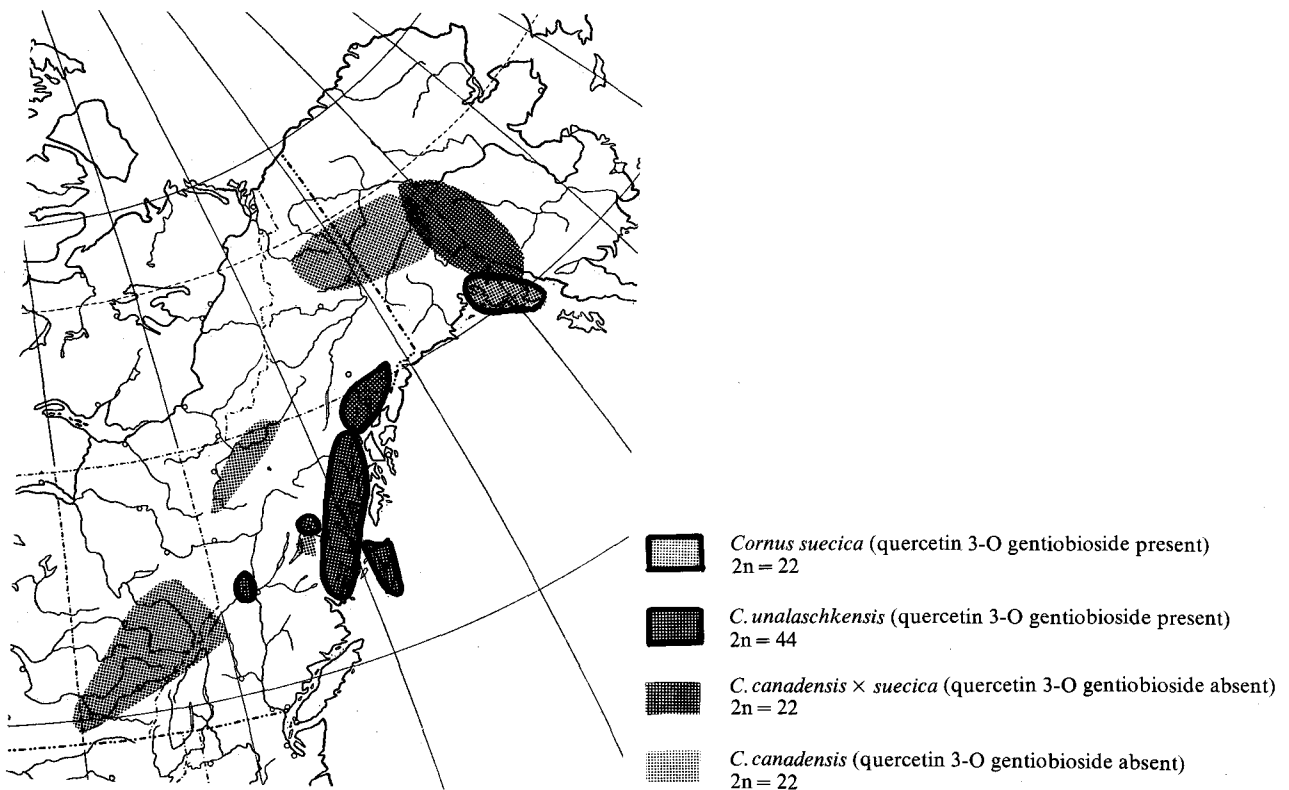 Cornus suecica (quercetin 3-O gentiobioside present)
2n = 22
C. unalaschkensis (quercetin 3-O gentiobioside present)
2n = 44
C. canadensis × suecica (quercetin 3-O gentiobioside absent)
2n = 22
C. canadensis (quercetin 3-O gentiobioside absent)
2n = 22